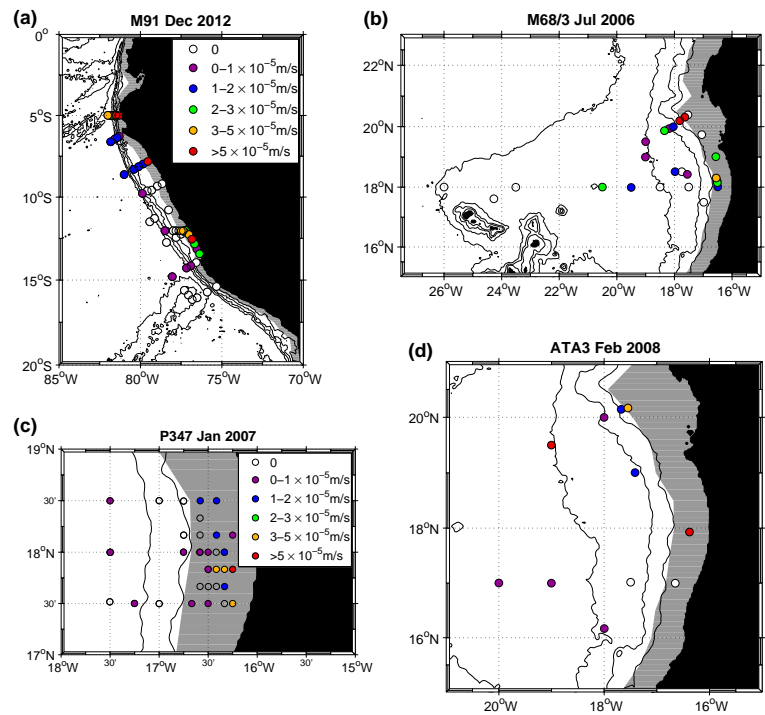 (a)
M91 Dec 2012
0°
5°S
10°S
15°S
20°S
85°W 80°W 75°W 70°W
0
0–1 × 10⁻⁵m/s
1–2 × 10⁻⁵m/s
2–3 × 10⁻⁵m/s
3–5 × 10⁻⁵m/s
>5 × 10⁻⁵m/s
(b)
M68/3 Jul 2006
22°N
20°N
18°N
16°N
26°W 24°W 22°W 20°W 18°W 16°W
(c)
P347 Jan 2007
19°N
30'
18°N
30'
17°N
18°W 30' 17°W 30' 16°W 30' 15°W
0
0–1 × 10⁻⁵m/s
1–2 × 10⁻⁵m/s
2–3 × 10⁻⁵m/s
3–5 × 10⁻⁵m/s
>5 × 10⁻⁵m/s
(d)
ATA3 Feb 2008
20°N
18°N
16°N
20°W 18°W 16°W